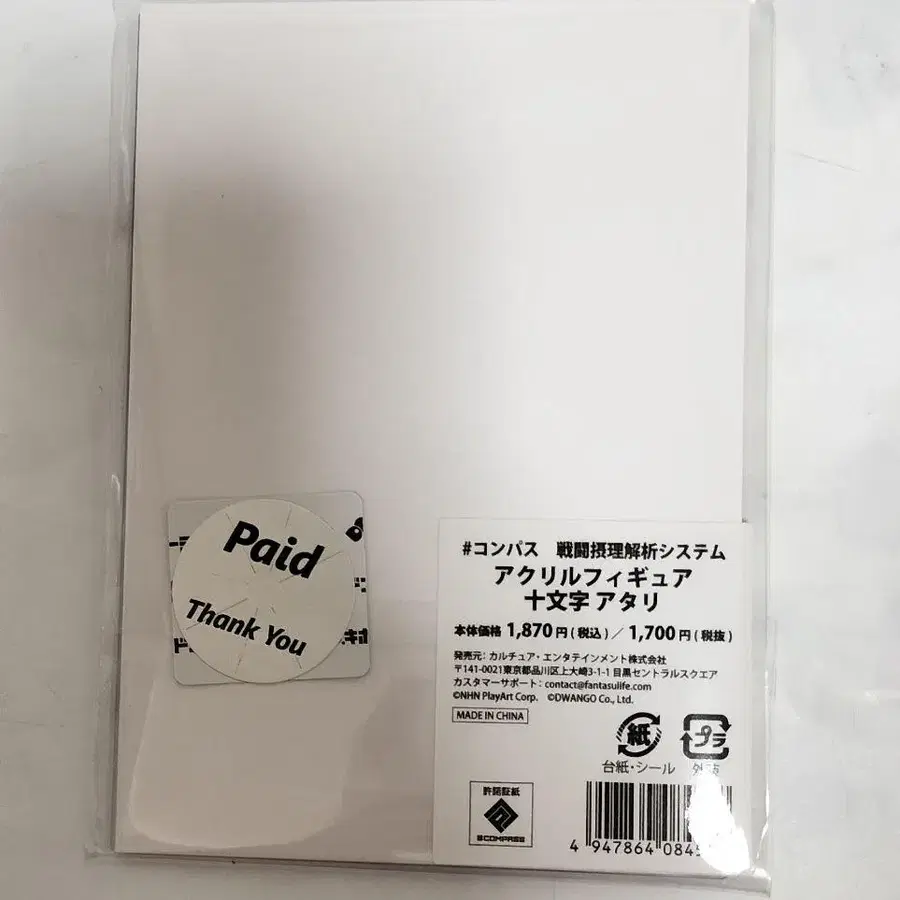 Paid
Thank You
#コンパス 戦闘摂理解析システム
アクリルフィギュア
十文字 アタリ
本体価格 1,870円(税込)/1,700円(税抜)
発売元:カルチュア・エンタテインメント株式会社
〒141-0021東京都品川区上大崎3-1-1 目黒セントラルスクエア
カスタマーサポート:contact@fantasulife.com
©NHN PlayArt Corp. ©DWANGO Co., Ltd.
MADE IN CHINA
紙
プラ
台紙・シール
許諾証紙
#COMPASS
4 947864 084